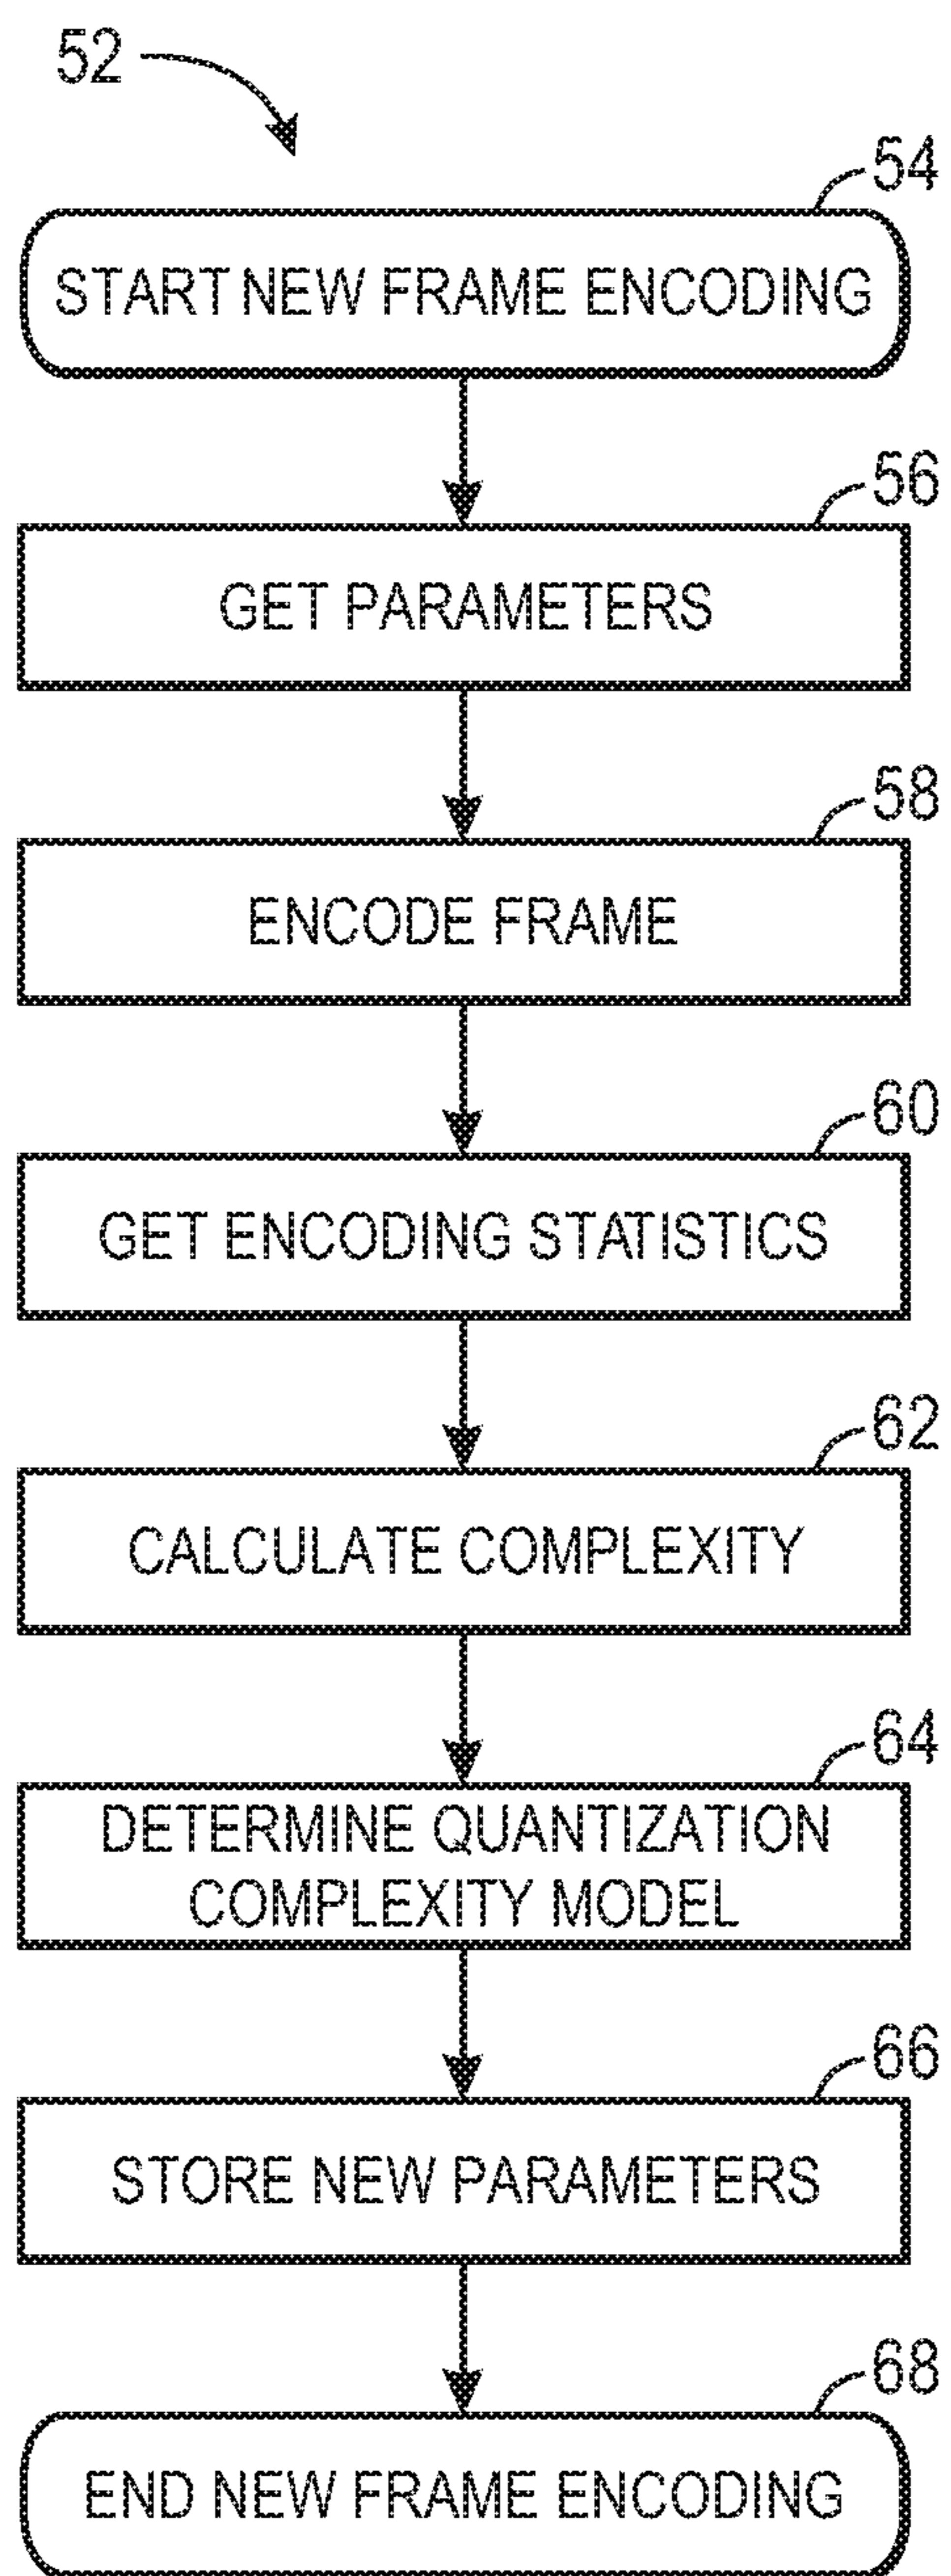 52
54
START NEW FRAME ENCODING
56
GET PARAMETERS
58
ENCODE FRAME
60
GET ENCODING STATISTICS
62
CALCULATE COMPLEXITY
64
DETERMINE QUANTIZATION
COMPLEXITY MODEL
66
STORE NEW PARAMETERS
68
END NEW FRAME ENCODING